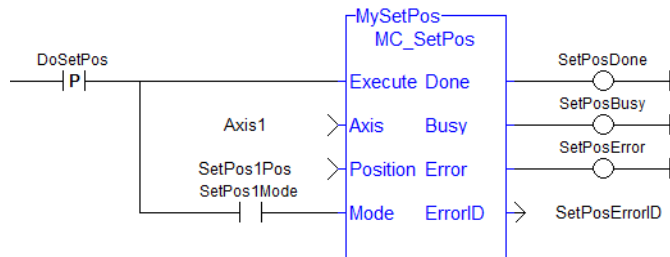 MySetPos
MC_SetPos
DoSetPos
P
Execute Done
SetPosDone
Axis1
Axis Busy
SetPosBusy
SetPos1Pos
Position Error
SetPosError
SetPos1Mode
Mode ErrorID
SetPosErrorID